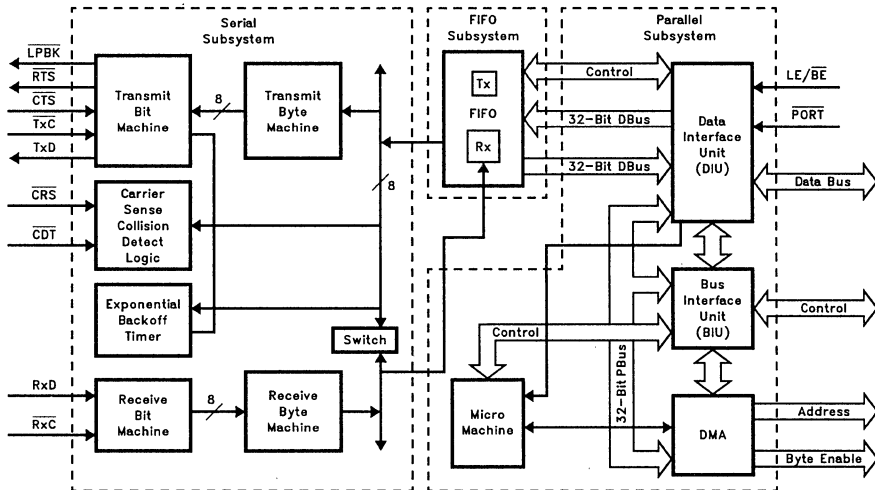 Serial
Subsystem
FIFO
Subsystem
Parallel
Subsystem
LPBK
RTS
CTS
TxC
TxD
CRS
CDT
RxD
RxC
Transmit
Bit
Machine
8
Transmit
Byte
Machine
8
Carrier
Sense
Collision
Detect
Logic
Exponential
Backoff
Timer
Switch
Receive
Bit
Machine
8
Receive
Byte
Machine
Tx
FIFO
Rx
Control
32-Bit DBus
32-Bit DBus
Data
Interface
Unit
(DIU)
LE/BE
PORT
Data Bus
Bus
Interface
Unit
(BIU)
Control
Control
32-Bit PBus
Micro
Machine
DMA
Address
Byte Enable